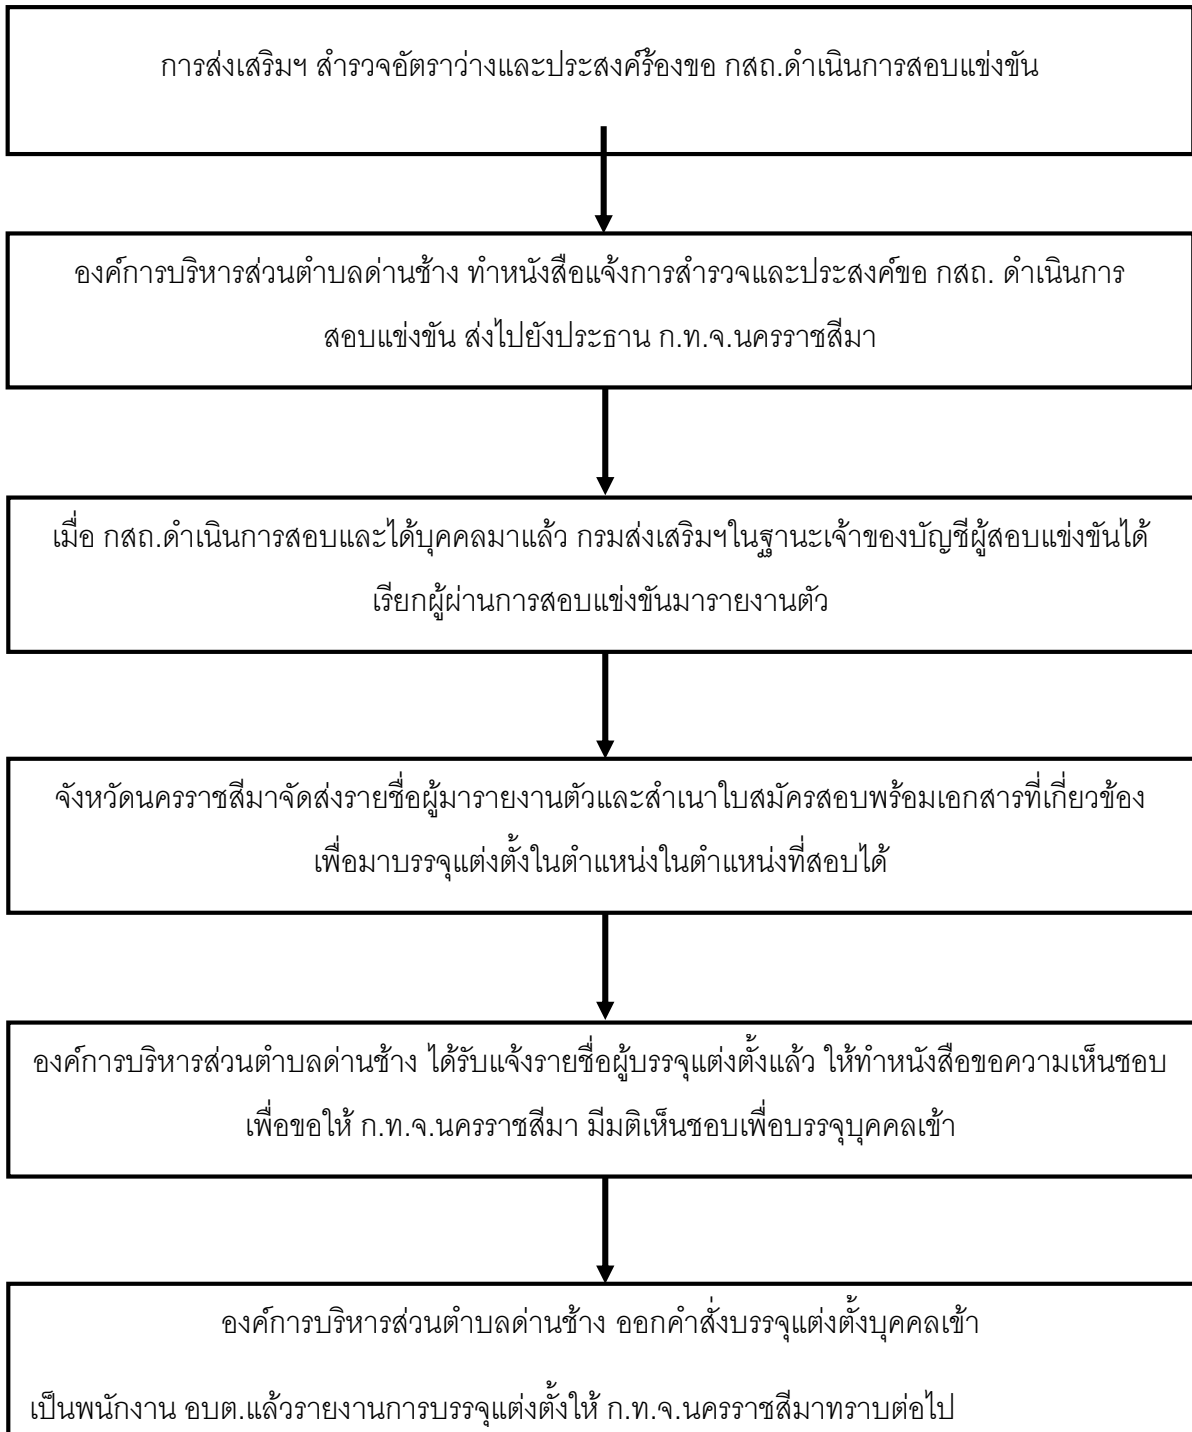 การส่งเสริมฯ สำรวจอัตราว่างและประสงค์ร้องขอ กสถ.ดำเนินการสอบแข่งขัน
องค์การบริหารส่วนตำบลด่านช้าง ทำหนังสือแจ้งการสำรวจและประสงค์ขอ กสถ. ดำเนินการ
สอบแข่งขัน ส่งไปยังประธาน ก.ท.จ.นครราชสีมา
เมื่อ กสถ.ดำเนินการสอบและได้บุคคลมาแล้ว กรมส่งเสริมฯในฐานะเจ้าของบัญชีผู้สอบแข่งขันได้
เรียกผู้ผ่านการสอบแข่งขันมารายงานตัว
จังหวัดนครราชสีมาจัดส่งรายชื่อผู้มารายงานตัวและสำเนาใบสมัครสอบพร้อมเอกสารที่เกี่ยวข้อง
เพื่อมาบรรจุแต่งตั้งในตำแหน่งในตำแหน่งที่สอบได้
องค์การบริหารส่วนตำบลด่านช้าง ได้รับแจ้งรายชื่อผู้บรรจุแต่งตั้งแล้ว ให้ทำหนังสือขอความเห็นชอบ
เพื่อขอให้ ก.ท.จ.นครราชสีมา มีมติเห็นชอบเพื่อบรรจุบุคคลเข้า
องค์การบริหารส่วนตำบลด่านช้าง ออกคำสั่งบรรจุแต่งตั้งบุคคลเข้า
เป็นพนักงาน อบต.แล้วรายงานการบรรจุแต่งตั้งให้ ก.ท.จ.นครราชสีมาทราบต่อไป